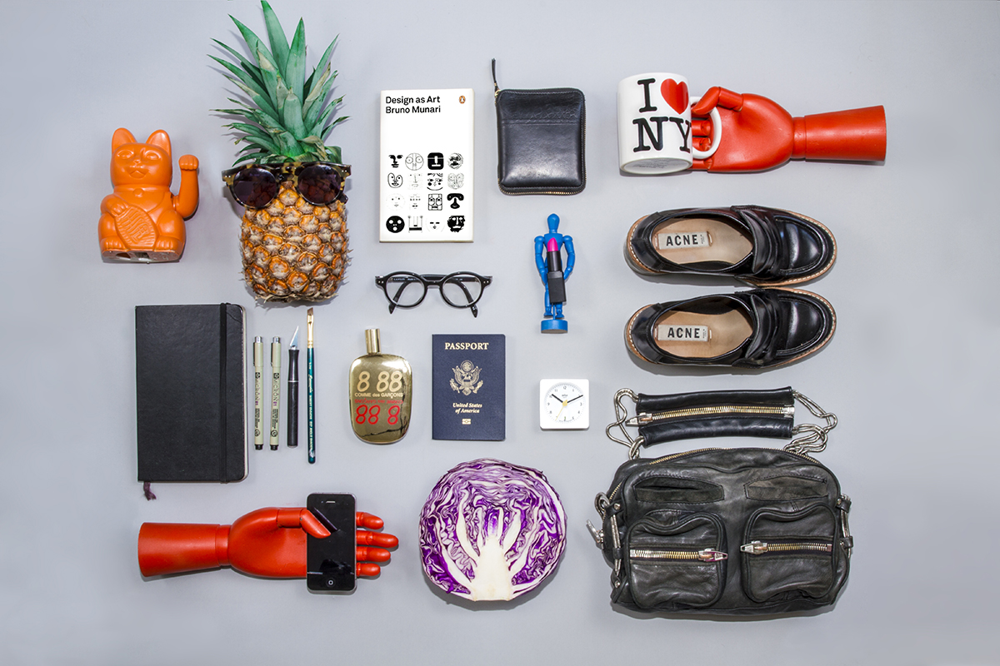 Design as Art
Bruno Munari
I ♥
NY
ACNE
ACNE
8 88
COMME des GARÇONS
88 8
PASSPORT
United States
of America